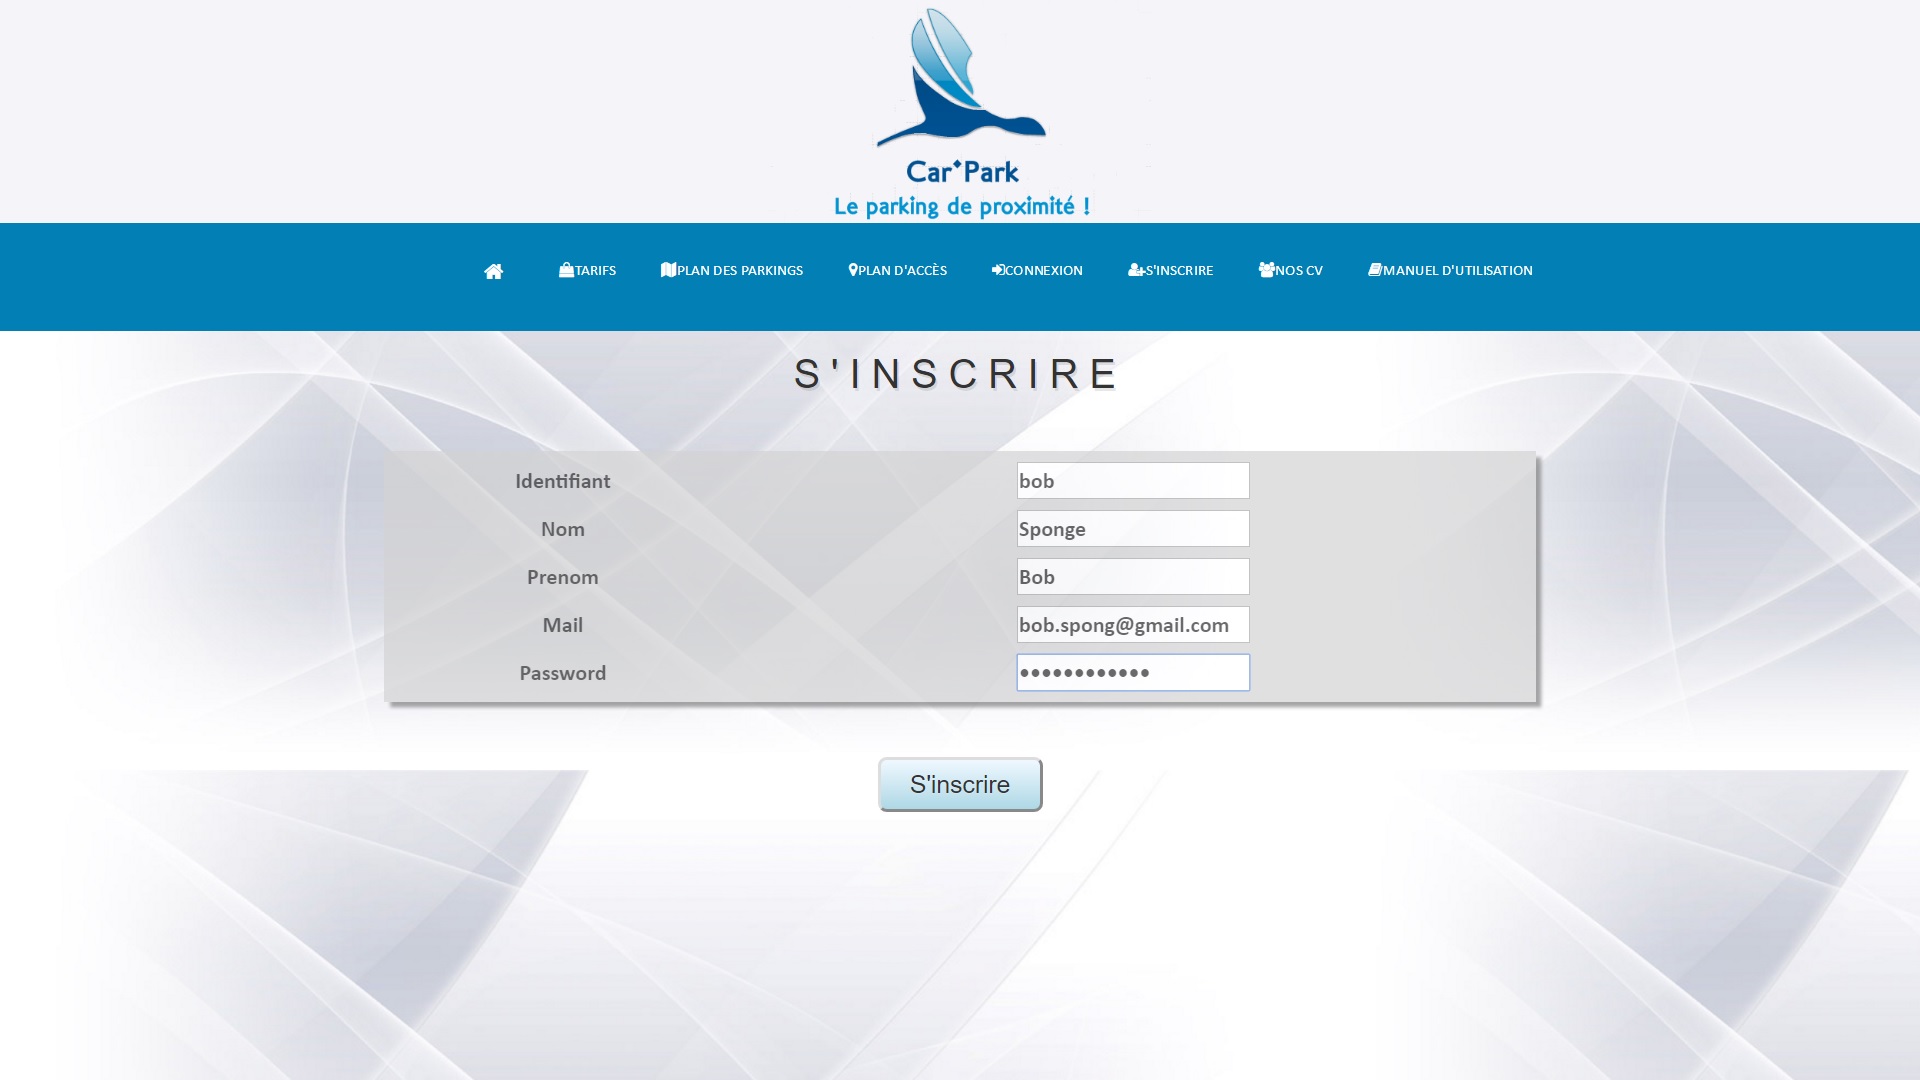 Car Park
Le parking de proximité !
TARIFS PLAN DES PARKINGS PLAN D'ACCÈS CONNEXION S'INSCRIRE NOS CV MANUEL D'UTILISATION
S'INSCRIRE
Identifiant bob
Nom Sponge
Prenom Bob
Mail bob.spong@gmail.com
Password ••••••••••••
S'inscrire